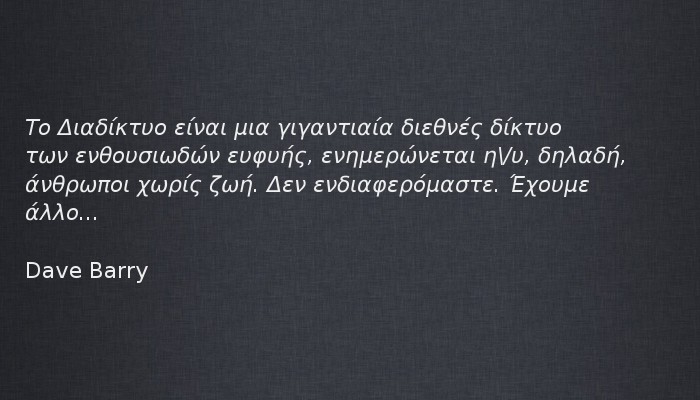 Το Διαδίκτυο είναι μια γιγαντιαία διεθνές δίκτυο
των ενθουσιωδών ευφυής, ενημερώνεται η\/υ, δηλαδή,
άνθρωποι χωρίς ζωή. Δεν ενδιαφερόμαστε. Έχουμε
άλλο...
Dave Barry